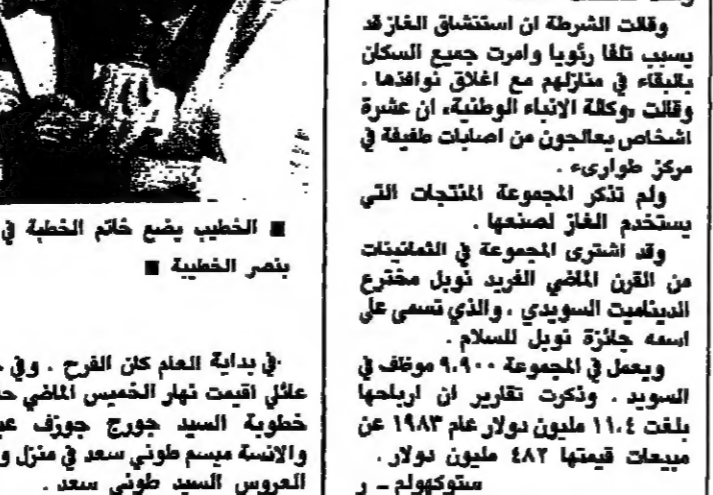 وقالت الشرطة ان استنشاق الغاز قد
يسبب تلفا رئويا وامرت جميع السكان
بالبقاء في منازلهم مع اغلاق نوافذها .
وقالت «وكالة الانباء الوطنية» ان عشرة
اشخاص يعالجون من اصابات طفيفة في
مركز طوارىء .
ولم تذكر المجموعة المنتجات التي
يستخدم الغاز لصنعها .
وقد اشترى المجموعة في الثمانينات
من القرن الماضي الفريد نوبل مخترع
الديناميت السويدي ، والذي تسمى على
اسمه جائزة نوبل للسلام .
ويعمل في المجموعة ٩،٩٠٠ موظف في
السويد . وذكرت تقارير ان ارباحها
بلغت ١١،٤ مليون دولار عام ١٩٨٣ عن
مبيعات قيمتها ٤٨٢ مليون دولار .
ستوكهولم - ر
■ الخطيب يضع خاتم الخطبة في
بنصر الخطيبة ■
في بداية العام كان الفرح . وفي
عائلي اقيمت نهار الخميس الماضي
خطوبة السيد جورج جوزف
والانسة ميسم طوني سعد في منزل
العروس السيد طوني سعد .